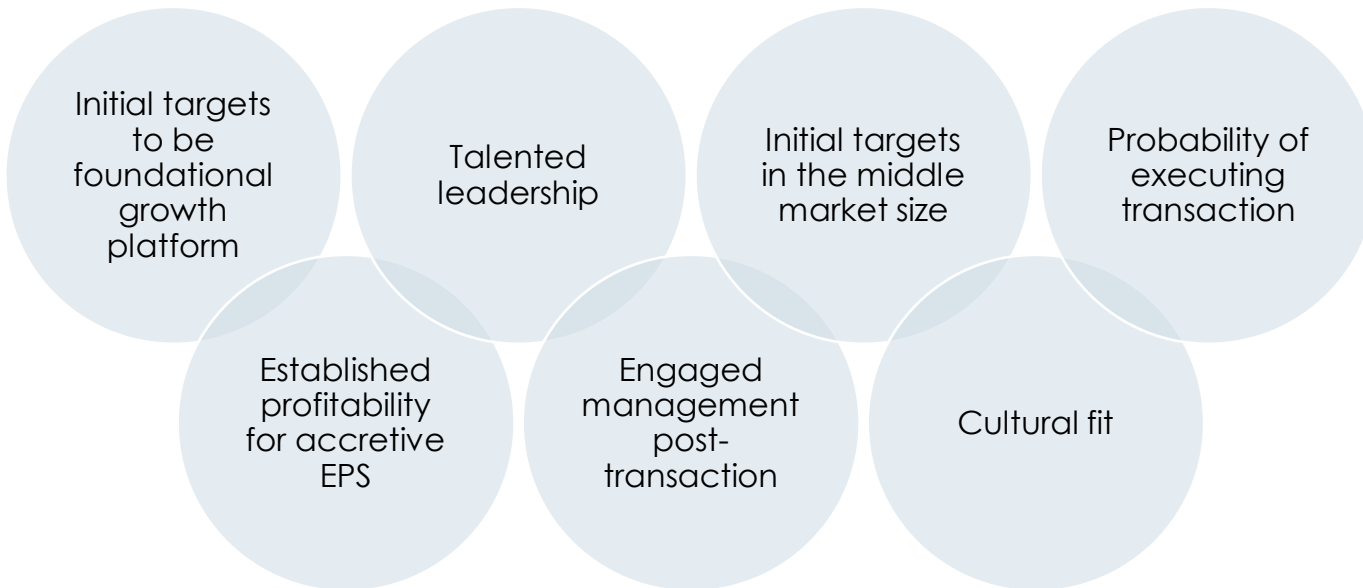 Initial targets
to be
foundational
growth
platform
Talented
leadership
Initial targets
in the middle
market size
Probability of
executing
transaction
Established
profitability
for accretive
EPS
Engaged
management
post-
transaction
Cultural fit